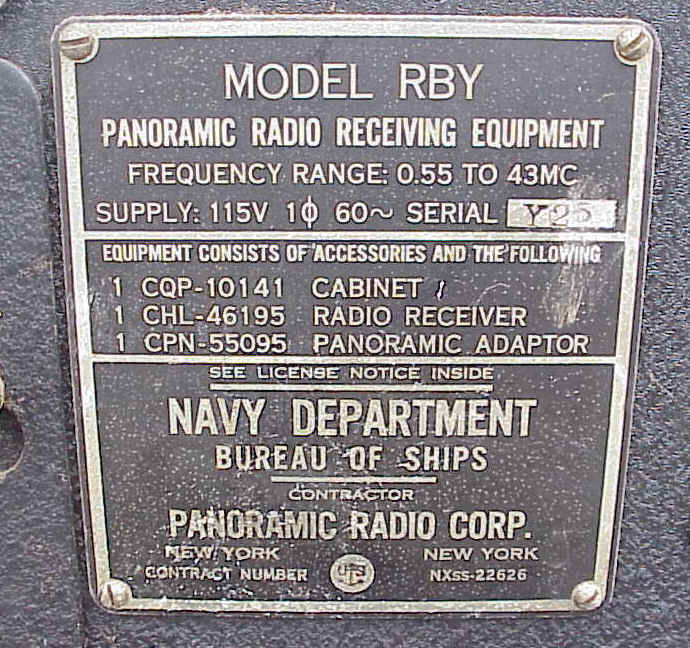 MODEL RBY
PANORAMIC RADIO RECEIVING EQUIPMENT
FREQUENCY RANGE: 0.55 TO 43MC
SUPPLY: 115V 1ϕ 60~ SERIAL
EQUIPMENT CONSISTS OF ACCESSORIES AND THE FOLLOWING
1 CQP-10141 CABINET
1 CHL-46195 RADIO RECEIVER
1 CPN-55095 PANORAMIC ADAPTOR
SEE LICENSE NOTICE INSIDE
NAVY DEPARTMENT
BUREAU OF SHIPS
CONTRACTOR
PANORAMIC RADIO CORP.
NEW YORK NEW YORK
CONTRACT NUMBER NXSS-22626